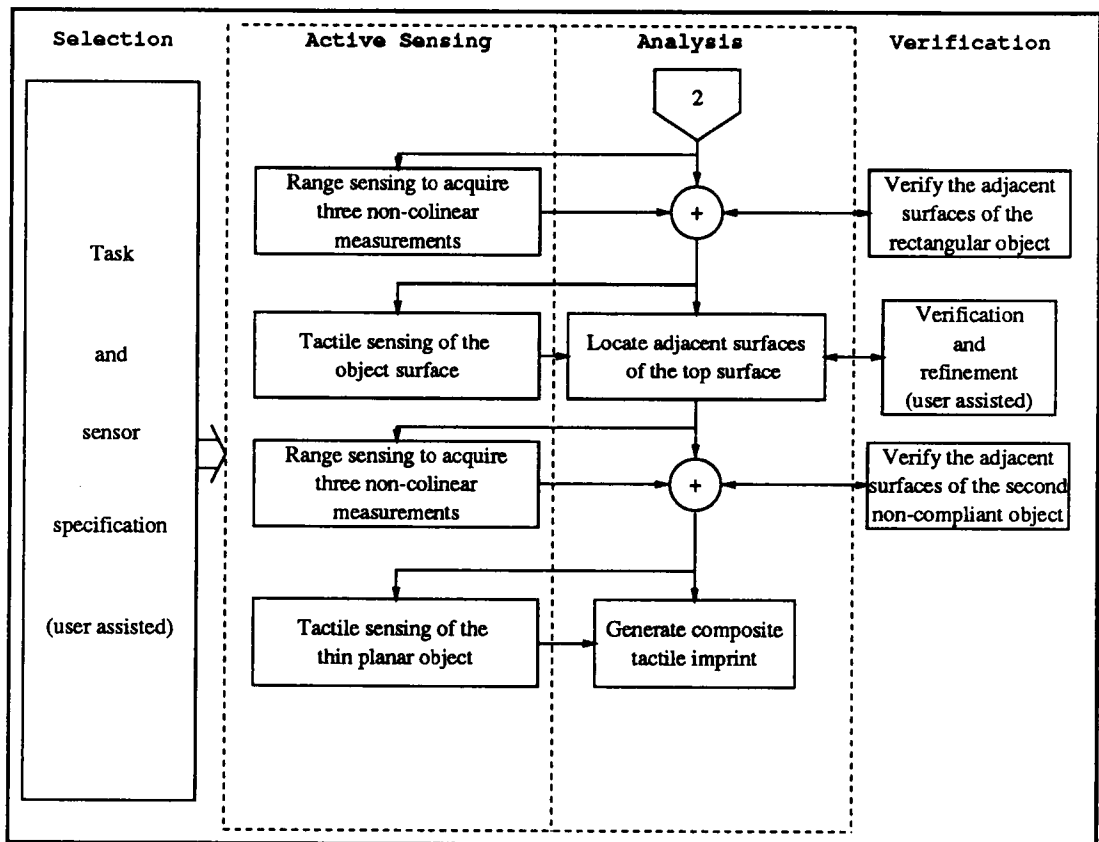 Selection
Active Sensing
Analysis
Verification
Task
and
sensor
specification
(user assisted)
2
Range sensing to acquire
three non-colinear
measurements
+
Verify the adjacent
surfaces of the
rectangular object
Tactile sensing of the
object surface
Locate adjacent surfaces
of the top surface
Verification
and
refinement
(user assisted)
Range sensing to acquire
three non-colinear
measurements
+
Verify the adjacent
surfaces of the second
non-compliant object
Tactile sensing of the
thin planar object
Generate composite
tactile imprint